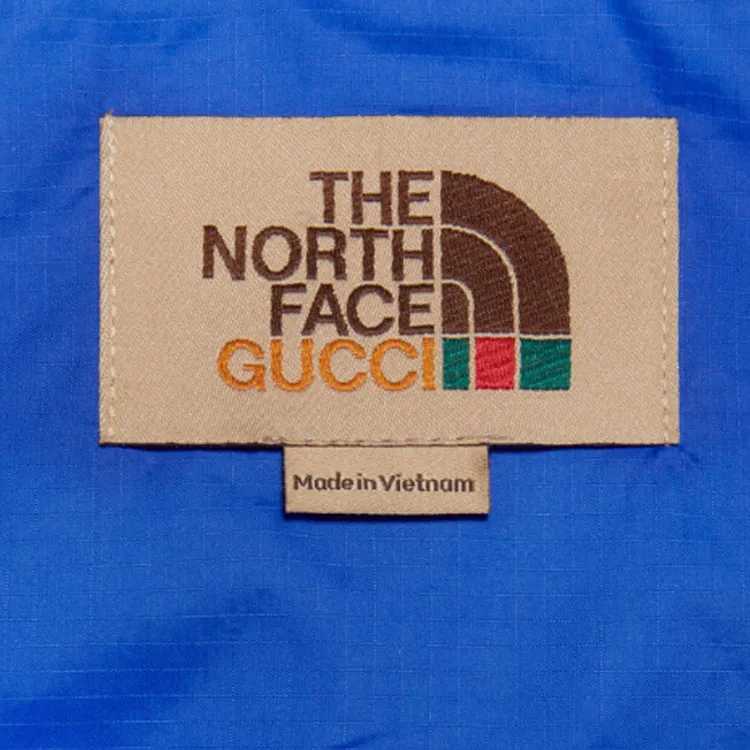 THE
NORTH
FACE
GUCCI
Made in Vietnam